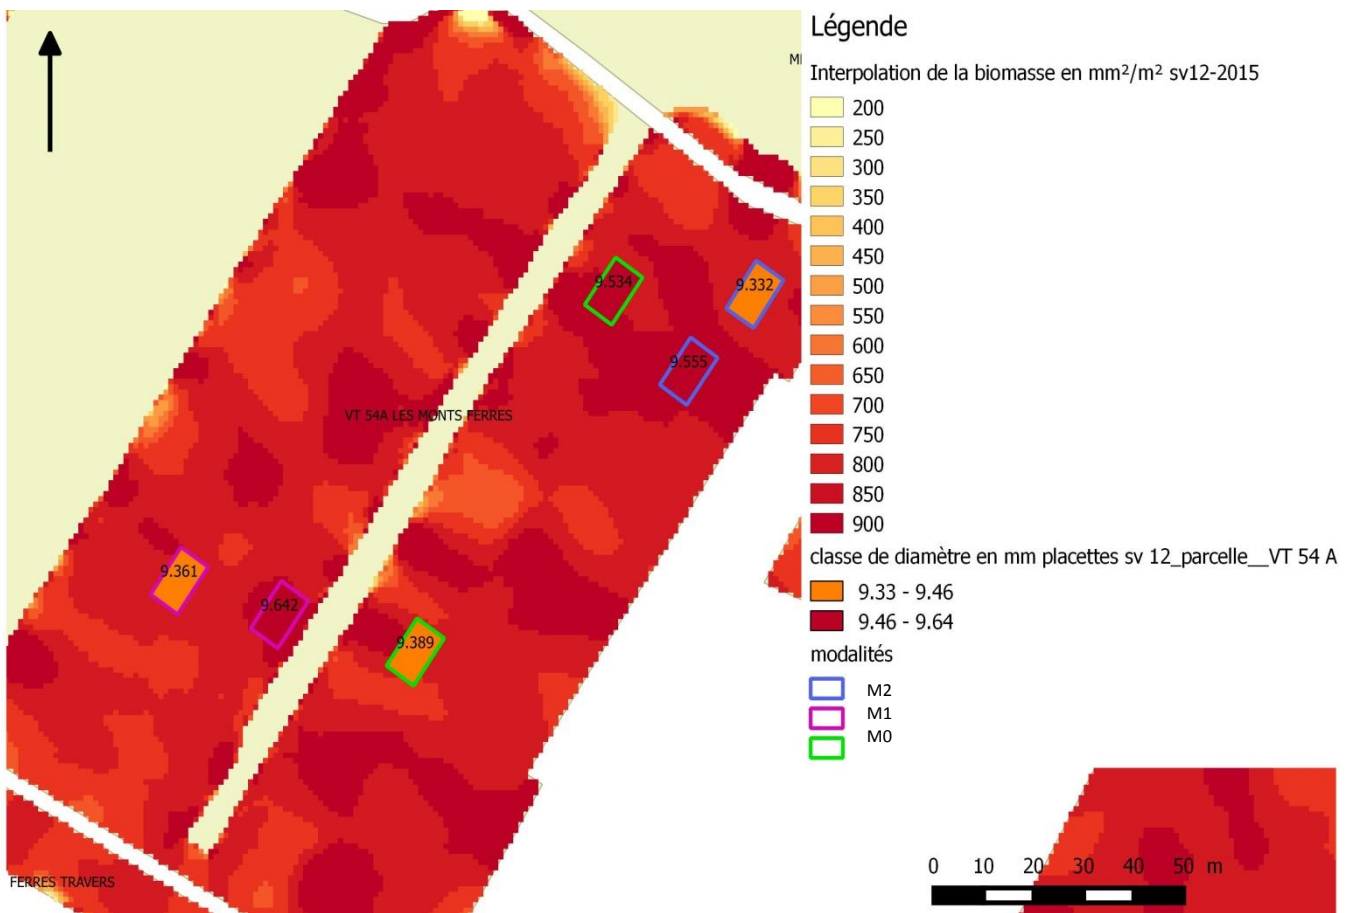 Légende
MI
Interpolation de la biomasse en mm²/m² sv12-2015
200
250
300
350
400
450
500
550
600
650
700
750
800
850
900
classe de diamètre en mm placettes sv 12_parcelle__VT 54 A
9.33 - 9.46
9.46 - 9.64
modalités
M2
M1
M0
9.534
9.332
9.555
VT 54A LES MONTS FERRES
9.361
9.642
9.389
FERRES TRAVERS
0 10 20 30 40 50 m